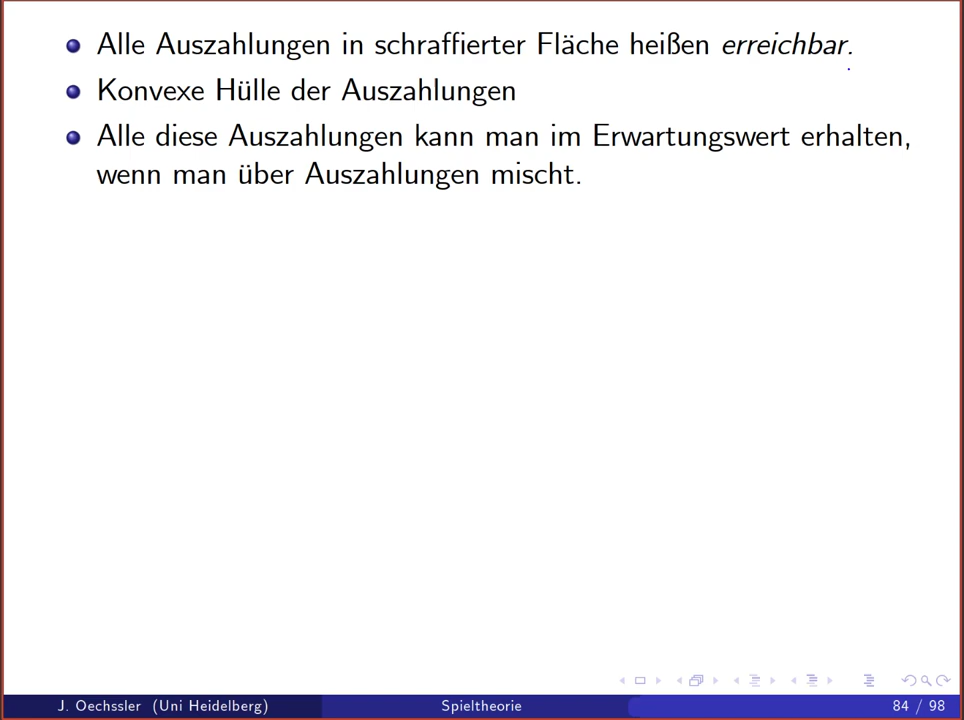 Alle Auszahlungen in schraffierter Fläche heißen erreichbar.
Konvexe Hülle der Auszahlungen
Alle diese Auszahlungen kann man im Erwartungswert erhalten,
wenn man über Auszahlungen mischt.
J. Oechssler (Uni Heidelberg) Spieltheorie 84 / 98